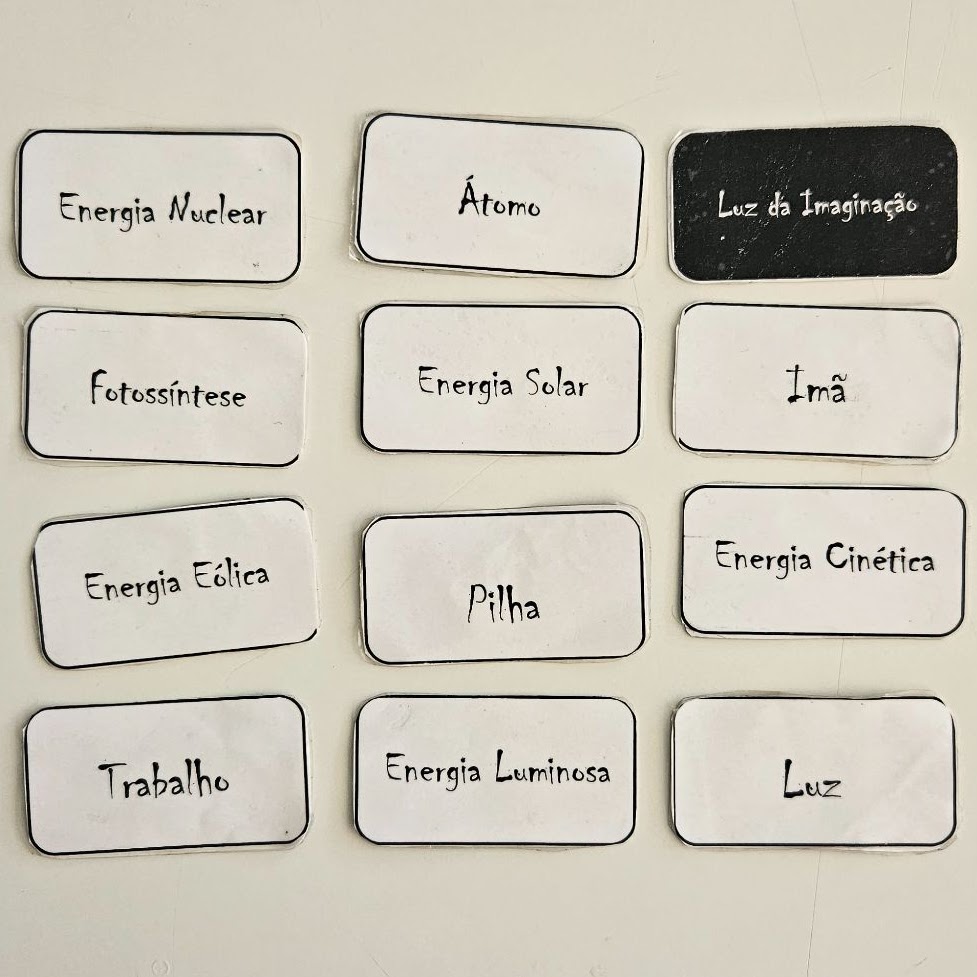 Energia Nuclear
Átomo
Luz da Imaginação
Fotossíntese
Energia Solar
Imã
Energia Eólica
Pilha
Energia Cinética
Trabalho
Energia Luminosa
Luz